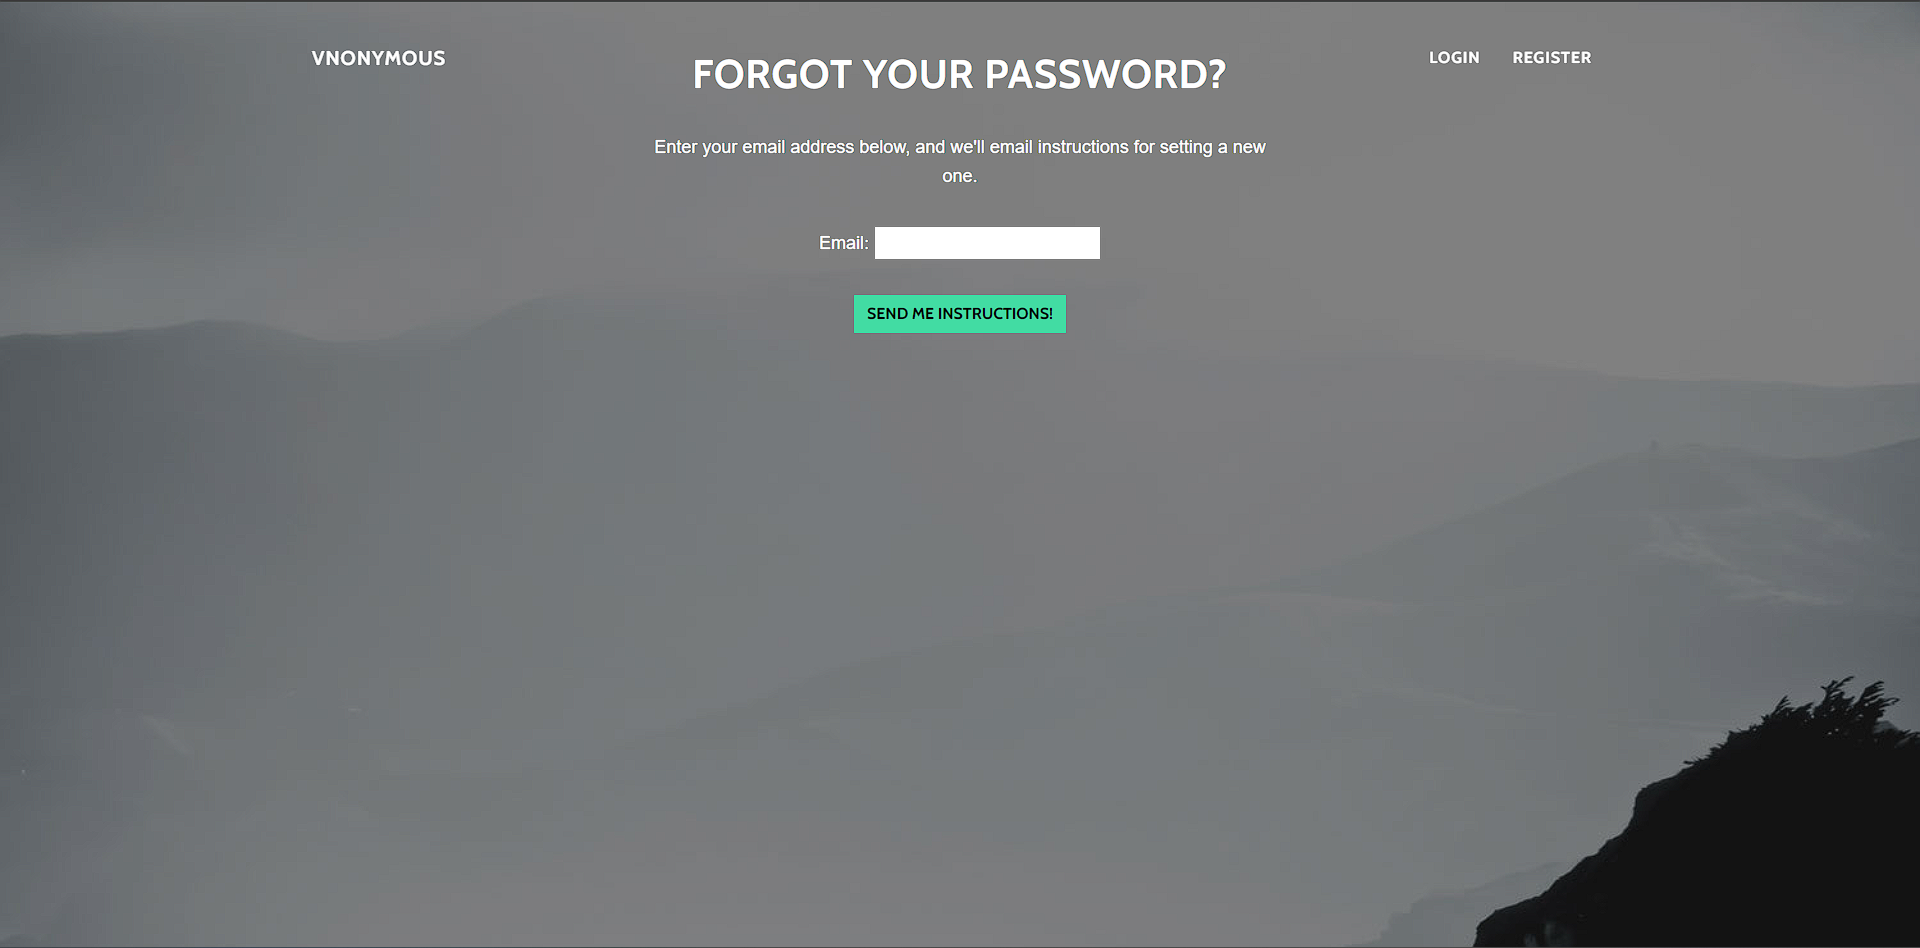 VNONYMOUS
LOGIN REGISTER
FORGOT YOUR PASSWORD?
Enter your email address below, and we'll email instructions for setting a new
one.
Email:
SEND ME INSTRUCTIONS!